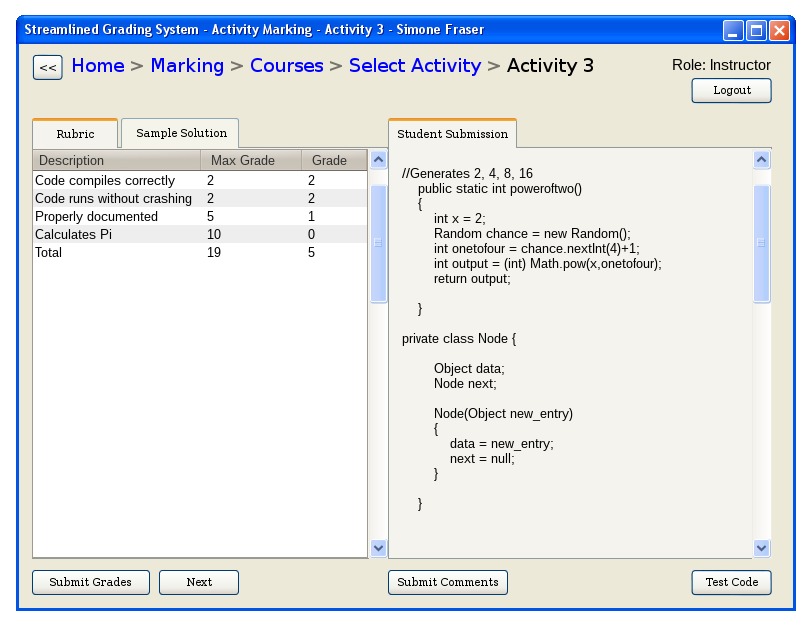 Streamlined Grading System - Activity Marking - Activity 3 - Simone Fraser
<< Home > Marking > Courses > Select Activity > Activity 3
Role: Instructor
Logout
Rubric
Sample Solution
Description Max Grade Grade
Code compiles correctly 2 2
Code runs without crashing 2 2
Properly documented 5 1
Calculates Pi 10 0
Total 19 5
Student Submission
//Generates 2, 4, 8, 16
public static int poweroftwo()
{
int x = 2;
Random chance = new Random();
int onetofour = chance.nextInt(4)+1;
int output = (int) Math.pow(x,onetofour);
return output;
}
private class Node {
Object data;
Node next;
Node(Object new_entry)
{
data = new_entry;
next = null;
}
}
Submit Grades
Next
Submit Comments
Test Code